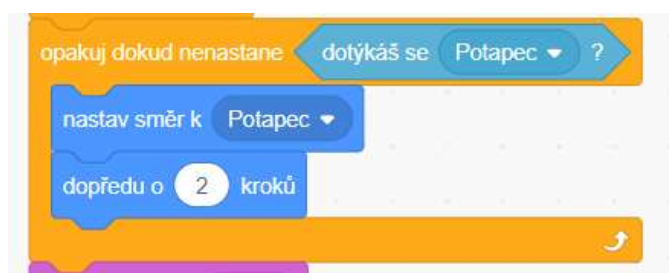 opakuj dokud nenastane dotýkáš se Potapec ?
nastav směr k Potapec
dopředu o 2 kroků